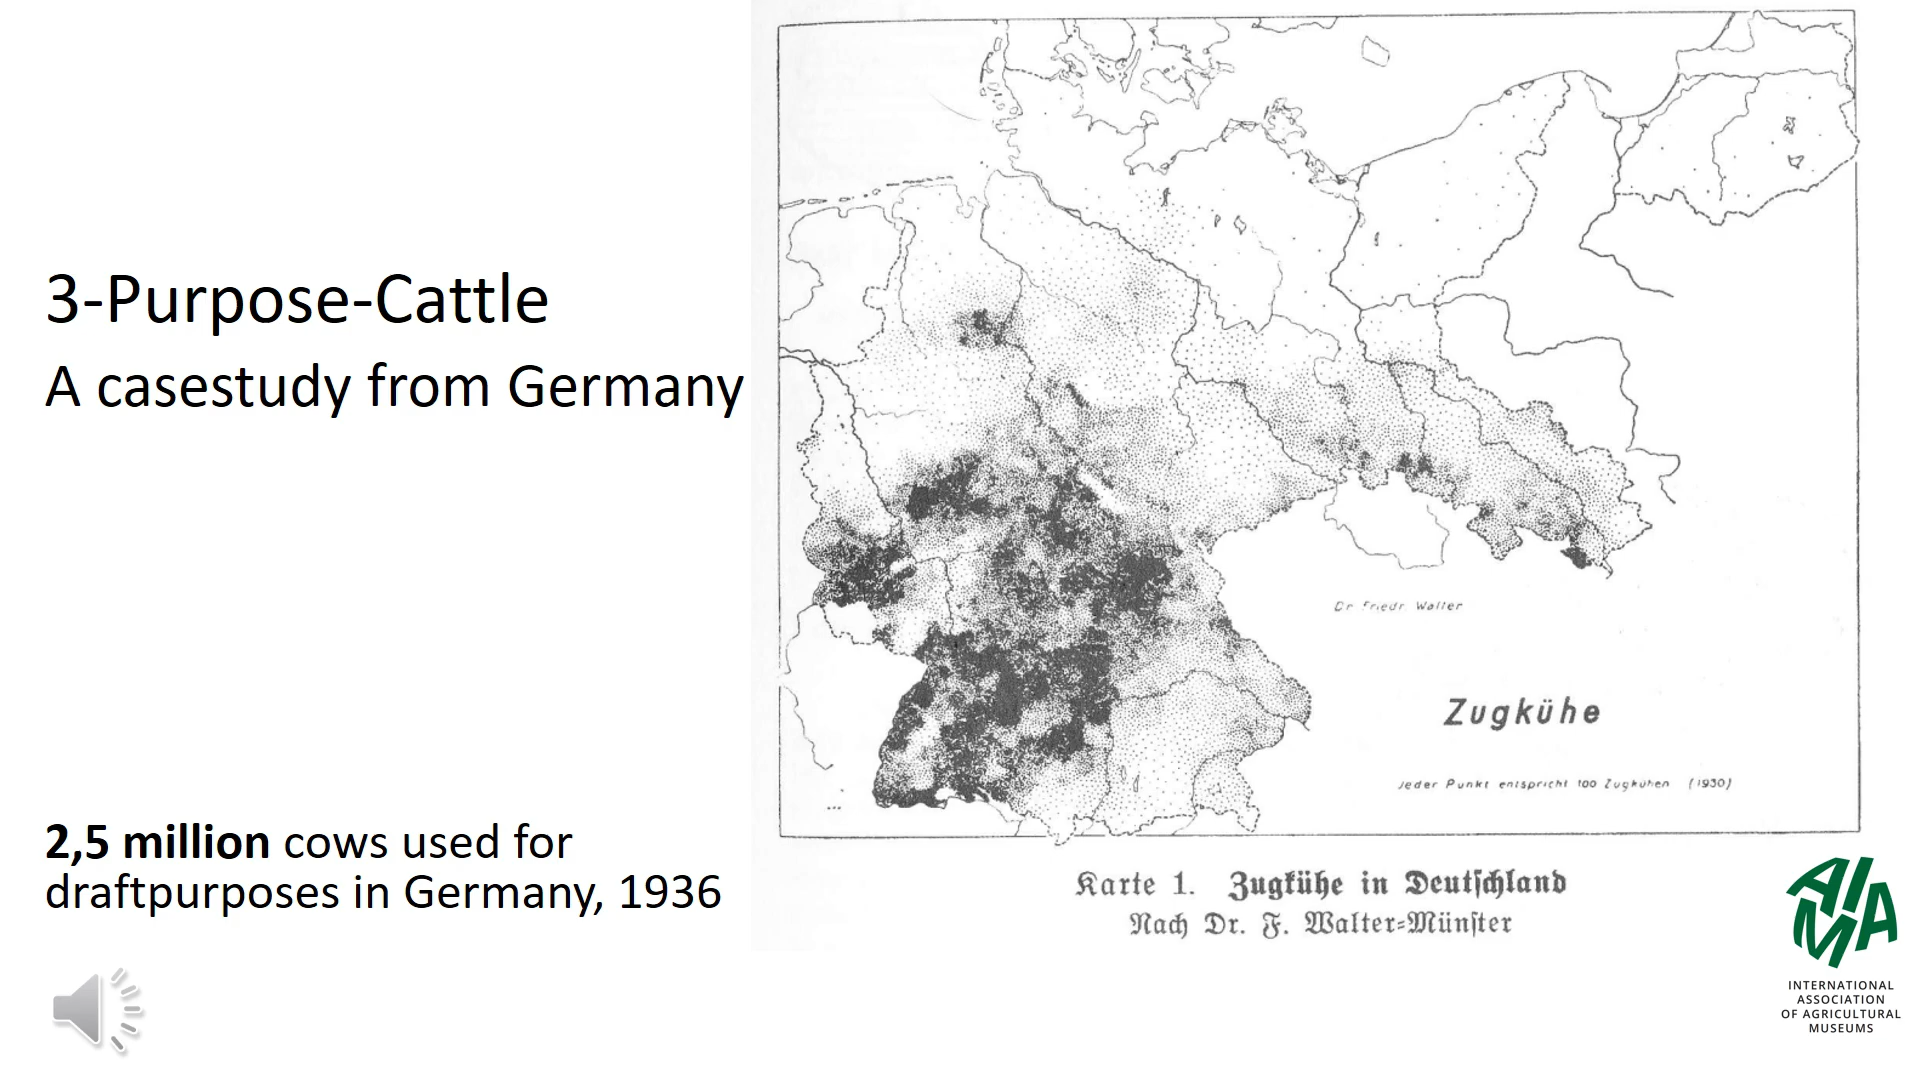 3-Purpose-Cattle
A casestudy from Germany
2,5 million cows used for
draftpurposes in Germany, 1936
Dr Friedr. Walter
Zugkühe
Jeder Punkt entspricht 100 Zugkühen (1930)
Karte 1. Zugkühe in Deutſchland
Nach Dr. F. Walter=Münſter
AIMA
INTERNATIONAL
ASSOCIATION
OF AGRICULTURAL
MUSEUMS